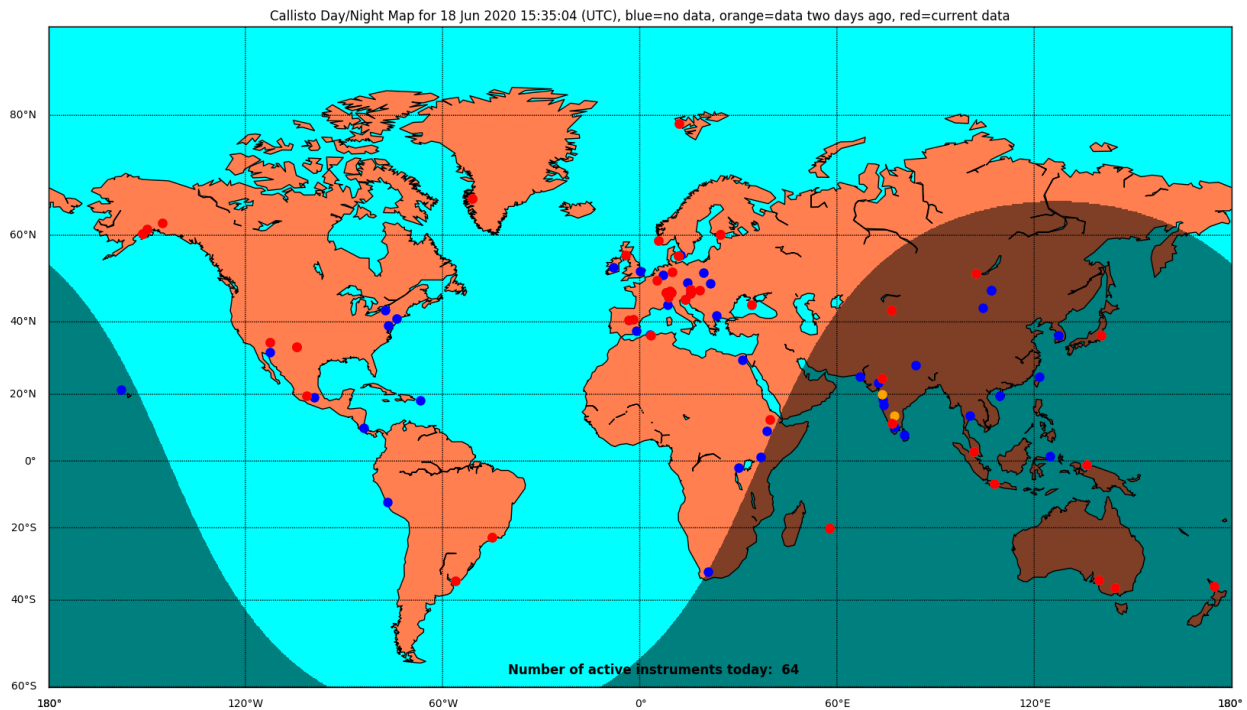 Callisto Day/Night Map for 18 Jun 2020 15:35:04 (UTC), blue=no data, orange=data two days ago, red=current data
80°N
60°N
40°N
20°N
0°
20°S
40°S
60°S
Number of active instruments today:  64
180°
120°W
60°W
0°
60°E
120°E
180°